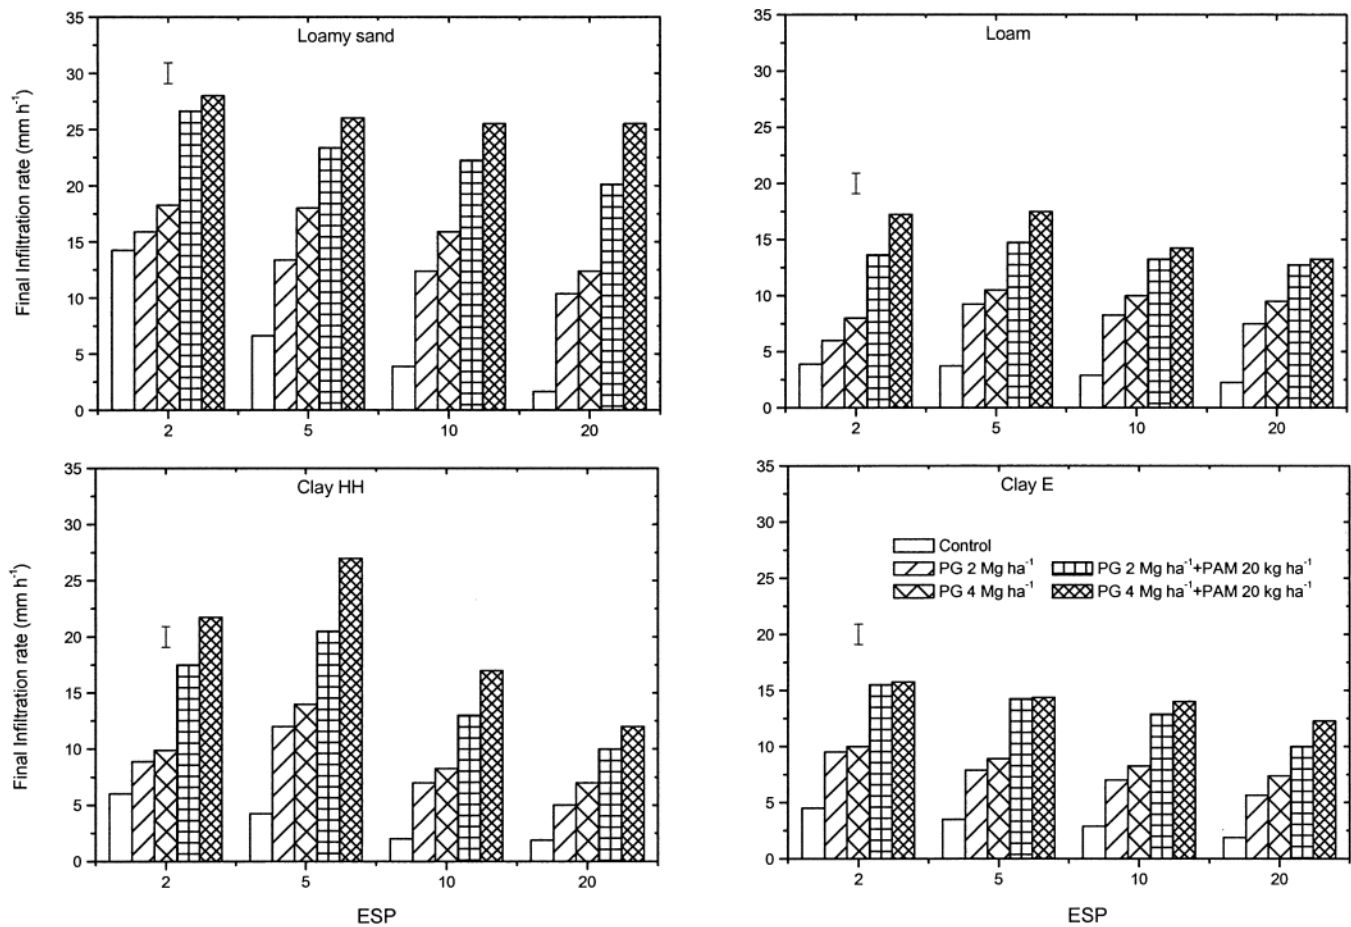 Loamy sand
35
30
25
20
15
10
5
0
2 5 10 20
Final Infiltration rate (mm h⁻¹)
Loam
35
30
25
20
15
10
5
0
2 5 10 20
Clay HH
35
30
25
20
15
10
5
0
2 5 10 20
Final Infiltration rate (mm h⁻¹)
ESP
Clay E
35
30
25
20
15
10
5
0
Control
PG 2 Mg ha⁻¹ PG 2 Mg ha⁻¹+PAM 20 kg ha⁻¹
PG 4 Mg ha⁻¹ PG 4 Mg ha⁻¹+PAM 20 kg ha⁻¹
2 5 10 20
ESP